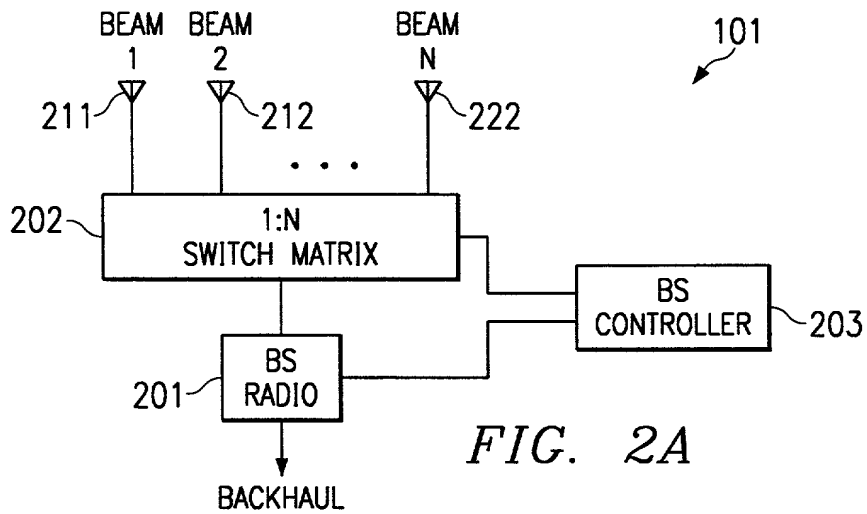 BEAM 1
BEAM 2
BEAM N
101
211
212
222
. . .
202
1:N
SWITCH MATRIX
BS
CONTROLLER
203
BS
RADIO
201
FIG. 2A
BACKHAUL